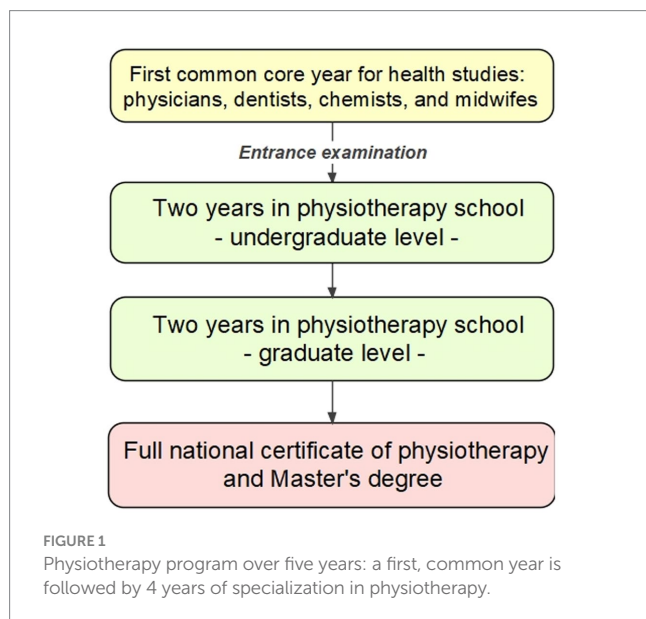 First common core year for health studies:
physicians, dentists, chemists, and midwifes
Entrance examination
Two years in physiotherapy school
- undergraduate level -
Two years in physiotherapy school
- graduate level -
Full national certificate of physiotherapy
and Master's degree
FIGURE 1
Physiotherapy program over five years: a first, common year is
followed by 4 years of specialization in physiotherapy.